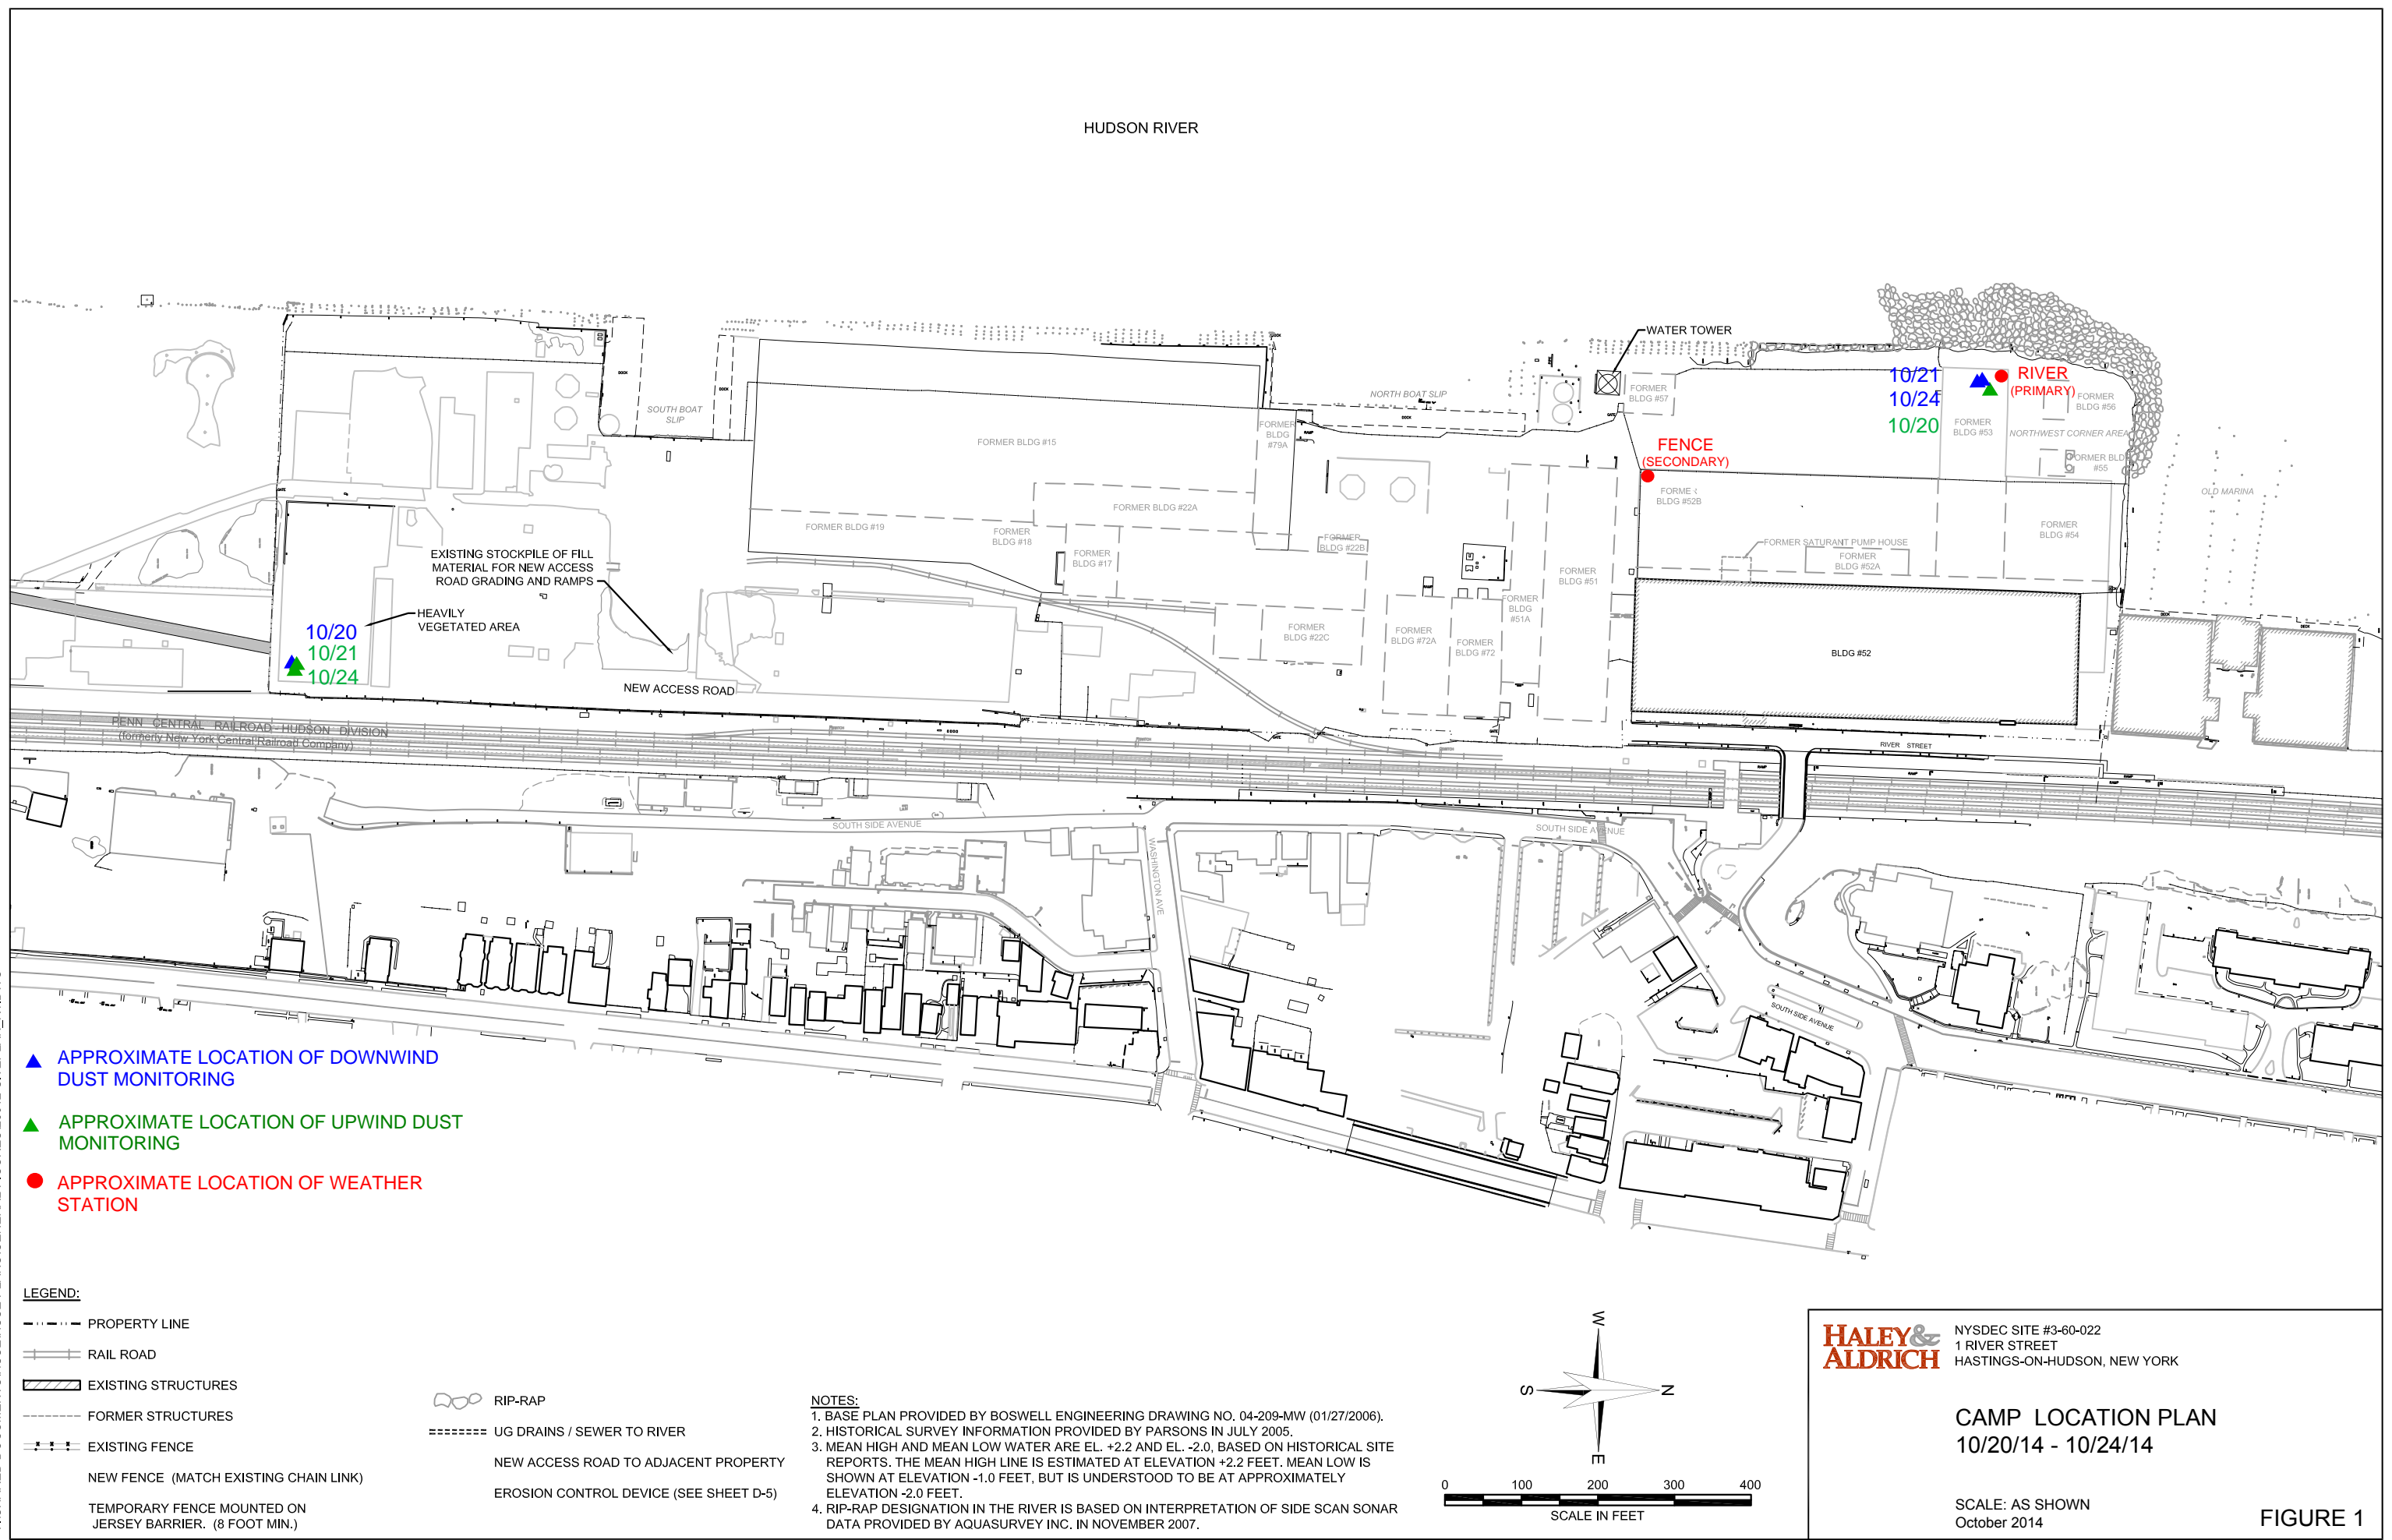 HUDSON RIVER
WATER TOWER
SOUTH BOAT
SLIP
NORTH BOAT SLIP
DOCK
DOCK
DOCK
DOCK
DOCK
GATE
FORMER
BLDG #57
10/21
10/24
10/20
RIVER
(PRIMARY)
FORMER
BLDG #56
FORMER
BLDG #53
NORTHWEST CORNER AREA
FORMER BLD
#55
OLD MARINA
FORMER BLDG #15
FORMER
BLDG
#79A
FENCE
(SECONDARY)
FORME
BLDG #52B
FORMER BLDG #22A
FORMER BLDG #19
FORMER
BLDG #18
FORMER
BLDG #17
FORMER
BLDG #22B
FORMER
BLDG #51
FORMER
BLDG
#51A
FORMER
BLDG #54
FORMER SATURANT PUMP HOUSE
FORMER
BLDG #52A
EXISTING STOCKPILE OF FILL
MATERIAL FOR NEW ACCESS
ROAD GRADING AND RAMPS
HEAVILY
VEGETATED AREA
10/20
10/21
10/24
FORMER
BLDG #22C
FORMER
BLDG #72A
FORMER
BLDG #72
BLDG #52
NEW ACCESS ROAD
PENN CENTRAL RAILROAD - HUDSON DIVISION
(formerly New York Central Railroad Company)
RIVER STREET
SOUTH SIDE AVENUE
SOUTH SIDE AVENUE
WASHINGTON AVE
SOUTH SIDE AVENUE
APPROXIMATE LOCATION OF DOWNWIND
DUST MONITORING
APPROXIMATE LOCATION OF UPWIND DUST
MONITORING
APPROXIMATE LOCATION OF WEATHER
STATION
LEGEND:
PROPERTY LINE
RAIL ROAD
EXISTING STRUCTURES
FORMER STRUCTURES
EXISTING FENCE
NEW FENCE (MATCH EXISTING CHAIN LINK)
TEMPORARY FENCE MOUNTED ON
JERSEY BARRIER. (8 FOOT MIN.)
RIP-RAP
UG DRAINS / SEWER TO RIVER
NEW ACCESS ROAD TO ADJACENT PROPERTY
EROSION CONTROL DEVICE (SEE SHEET D-5)
NOTES:
1. BASE PLAN PROVIDED BY BOSWELL ENGINEERING DRAWING NO. 04-209-MW (01/27/2006).
2. HISTORICAL SURVEY INFORMATION PROVIDED BY PARSONS IN JULY 2005.
3. MEAN HIGH AND MEAN LOW WATER ARE EL. +2.2 AND EL. -2.0, BASED ON HISTORICAL SITE
REPORTS. THE MEAN HIGH LINE IS ESTIMATED AT ELEVATION +2.2 FEET. MEAN LOW IS
SHOWN AT ELEVATION -1.0 FEET, BUT IS UNDERSTOOD TO BE AT APPROXIMATELY
ELEVATION -2.0 FEET.
4. RIP-RAP DESIGNATION IN THE RIVER IS BASED ON INTERPRETATION OF SIDE SCAN SONAR
DATA PROVIDED BY AQUASURVEY INC. IN NOVEMBER 2007.
W
S
N
E
0 100 200 300 400
SCALE IN FEET
HALEY &
ALDRICH
NYSDEC SITE #3-60-022
1 RIVER STREET
HASTINGS-ON-HUDSON, NEW YORK
CAMP LOCATION PLAN
10/20/14 - 10/24/14
SCALE: AS SHOWN
October 2014
FIGURE 1